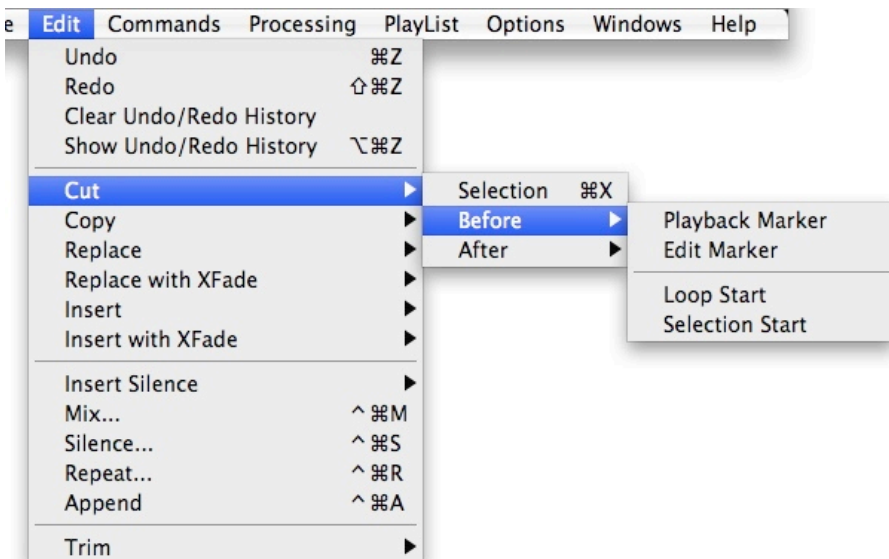 e Edit Commands Processing PlayList Options Windows Help
Undo ⌘Z
Redo ⇧⌘Z
Clear Undo/Redo History
Show Undo/Redo History ⌥⌘Z
Cut
Copy
Replace
Replace with XFade
Insert
Insert with XFade
Insert Silence
Mix... ^⌘M
Silence... ^⌘S
Repeat... ^⌘R
Append ^⌘A
Trim
Selection ⌘X
Before
After
Playback Marker
Edit Marker
Loop Start
Selection Start